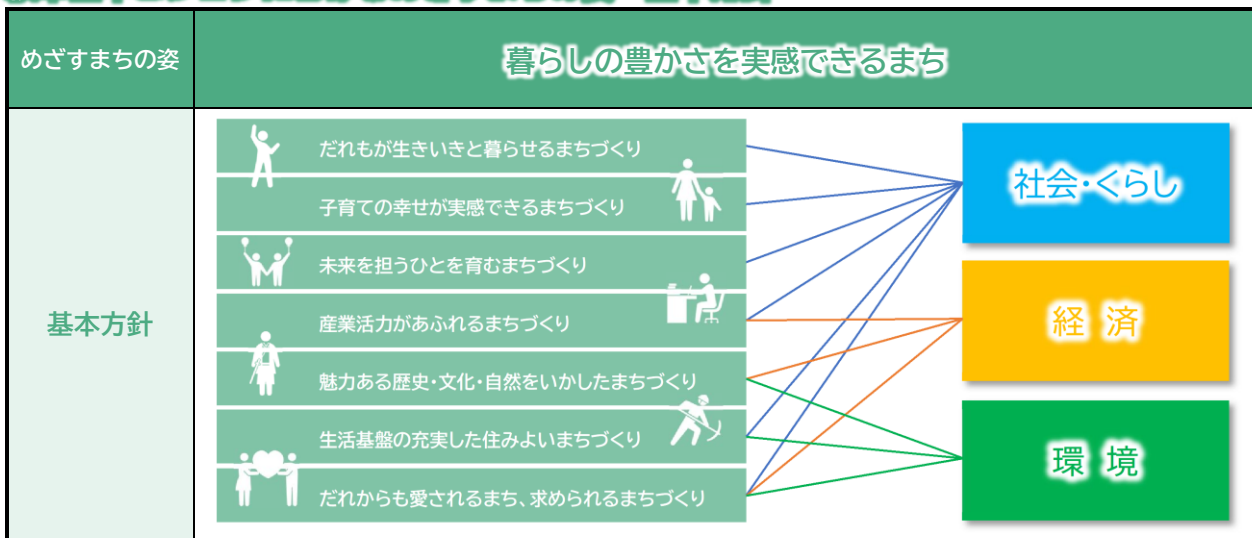 めざすまちの姿
暮らしの豊かさを実感できるまち
基本方針
だれもが生きいきと暮らせるまちづくり
子育ての幸せが実感できるまちづくり
未来を担うひとを育むまちづくり
産業活力があふれるまちづくり
魅力ある歴史・文化・自然をいかしたまちづくり
生活基盤の充実した住みよいまちづくり
だれからも愛されるまち、求められるまちづくり
社会・くらし
経 済
環 境